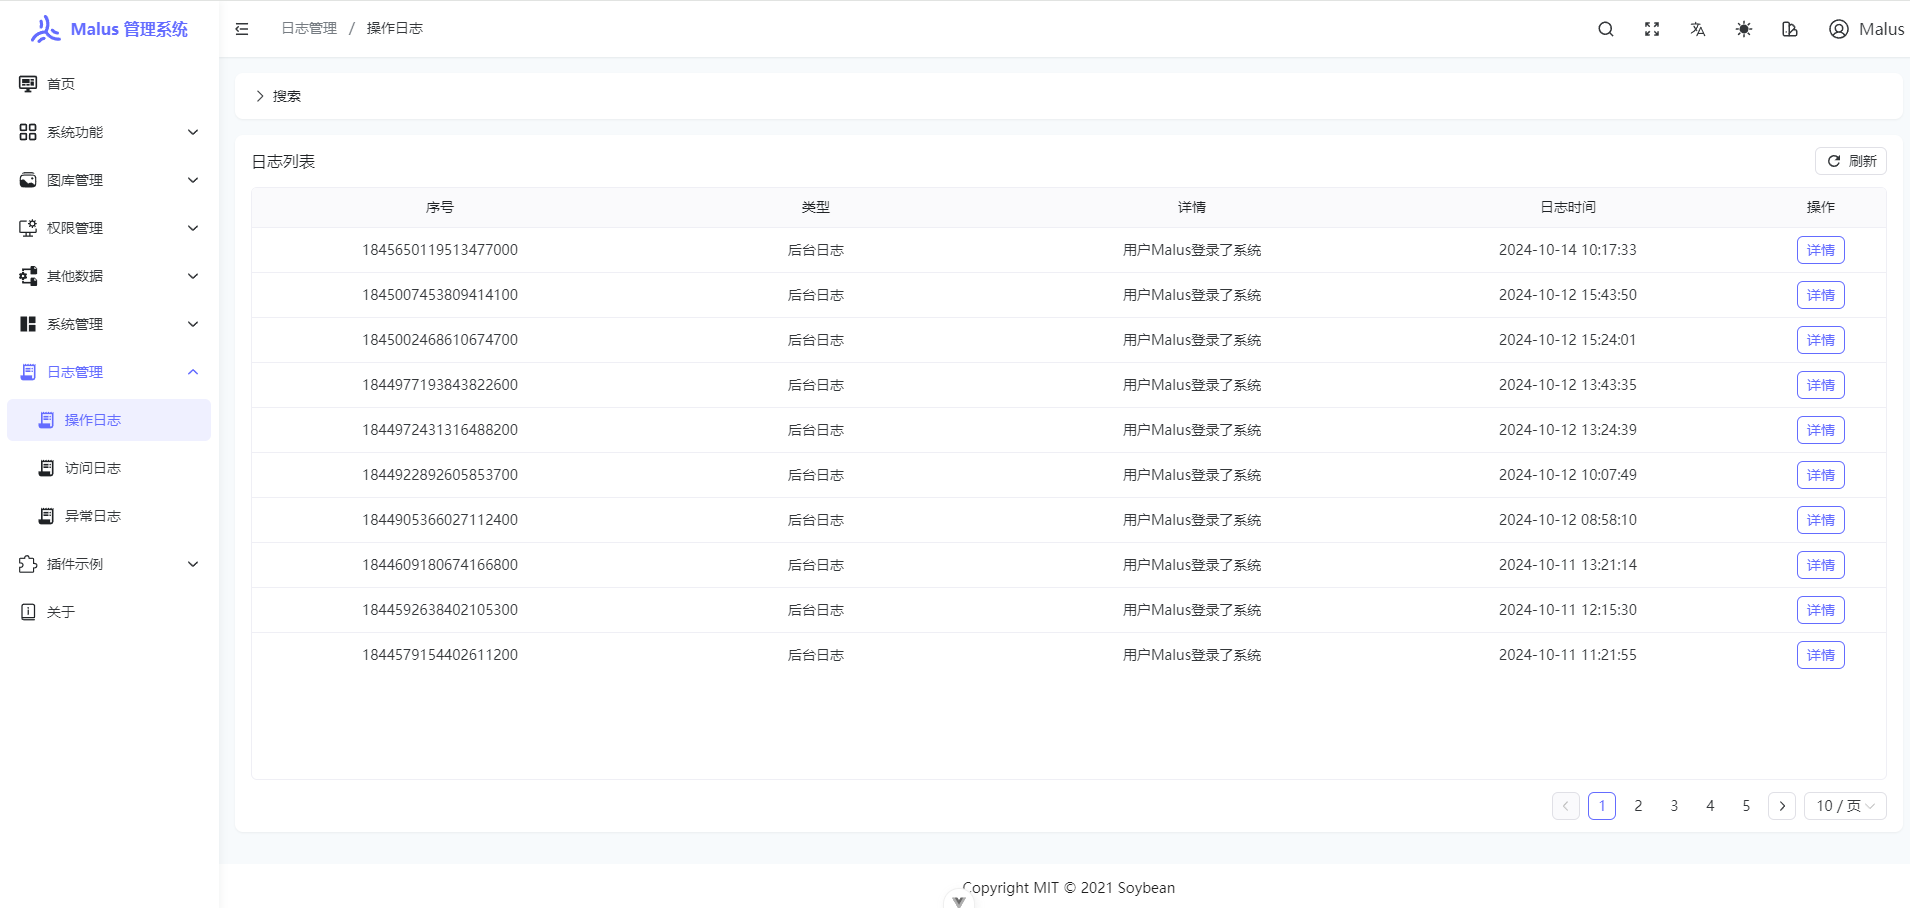 Malus 管理系统
日志管理 / 操作日志
Malus
首页
系统功能
图库管理
权限管理
其他数据
系统管理
日志管理
操作日志
访问日志
异常日志
插件示例
关于
搜索
日志列表
刷新
序号 类型 详情 日志时间 操作
1845650119513477000 后台日志 用户Malus登录了系统 2024-10-14 10:17:33 详情
1845007453809414100 后台日志 用户Malus登录了系统 2024-10-12 15:43:50 详情
1845002468610674700 后台日志 用户Malus登录了系统 2024-10-12 15:24:01 详情
1844977193843822600 后台日志 用户Malus登录了系统 2024-10-12 13:43:35 详情
1844972431316488200 后台日志 用户Malus登录了系统 2024-10-12 13:24:39 详情
1844922892605853700 后台日志 用户Malus登录了系统 2024-10-12 10:07:49 详情
1844905366027112400 后台日志 用户Malus登录了系统 2024-10-12 08:58:10 详情
1844609180674166800 后台日志 用户Malus登录了系统 2024-10-11 13:21:14 详情
1844592638402105300 后台日志 用户Malus登录了系统 2024-10-11 12:15:30 详情
1844579154402611200 后台日志 用户Malus登录了系统 2024-10-11 11:21:55 详情
1 2 3 4 5 10 / 页
Copyright MIT © 2021 Soybean